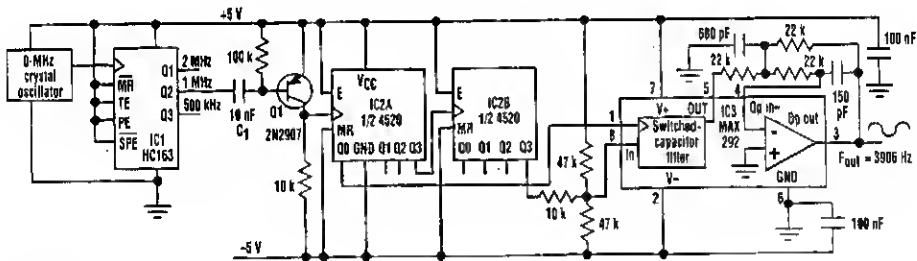 +5 V
0-MHz
crystal
oscillator
MR
TE
PE
SPE
IC1
HC163
Q1
Q2
Q3
2 MHz
1 MHz
500 kHz
10 nF
C1
100 k
Q1
2N2907
10 k
VCC
E
IC2A
1/2 4520
MR
Q0 GND Q1 Q2 Q3
E
IC2B
1/2 4520
MR
Q0 Q1 Q2 Q3
10 k
47 k
47 k
680 pF
22 k
22 k
150
pF
100 nF
7
V+
5
OUT
4
IC3
MAX
292
Op in–
Op out
3
1
8
In
Switched-
capacitor
filter
–
+
V–
2
GND
6
Fout = 3906 Hz
100 nF
–5 V